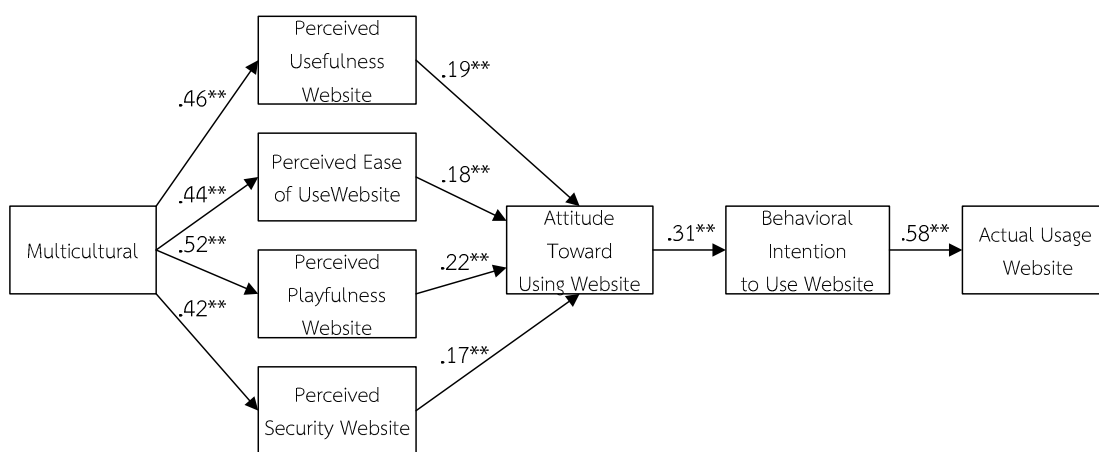 Perceived
Usefulness
Website
.46**
.19**
Perceived Ease
of UseWebsite
.44**
.18**
Multicultural
.52**
.22**
Perceived
Playfulness
Website
.42**
.17**
Perceived
Security Website
Attitude
Toward
Using Website
.31**
Behavioral
Intention
to Use Website
.58**
Actual Usage
Website